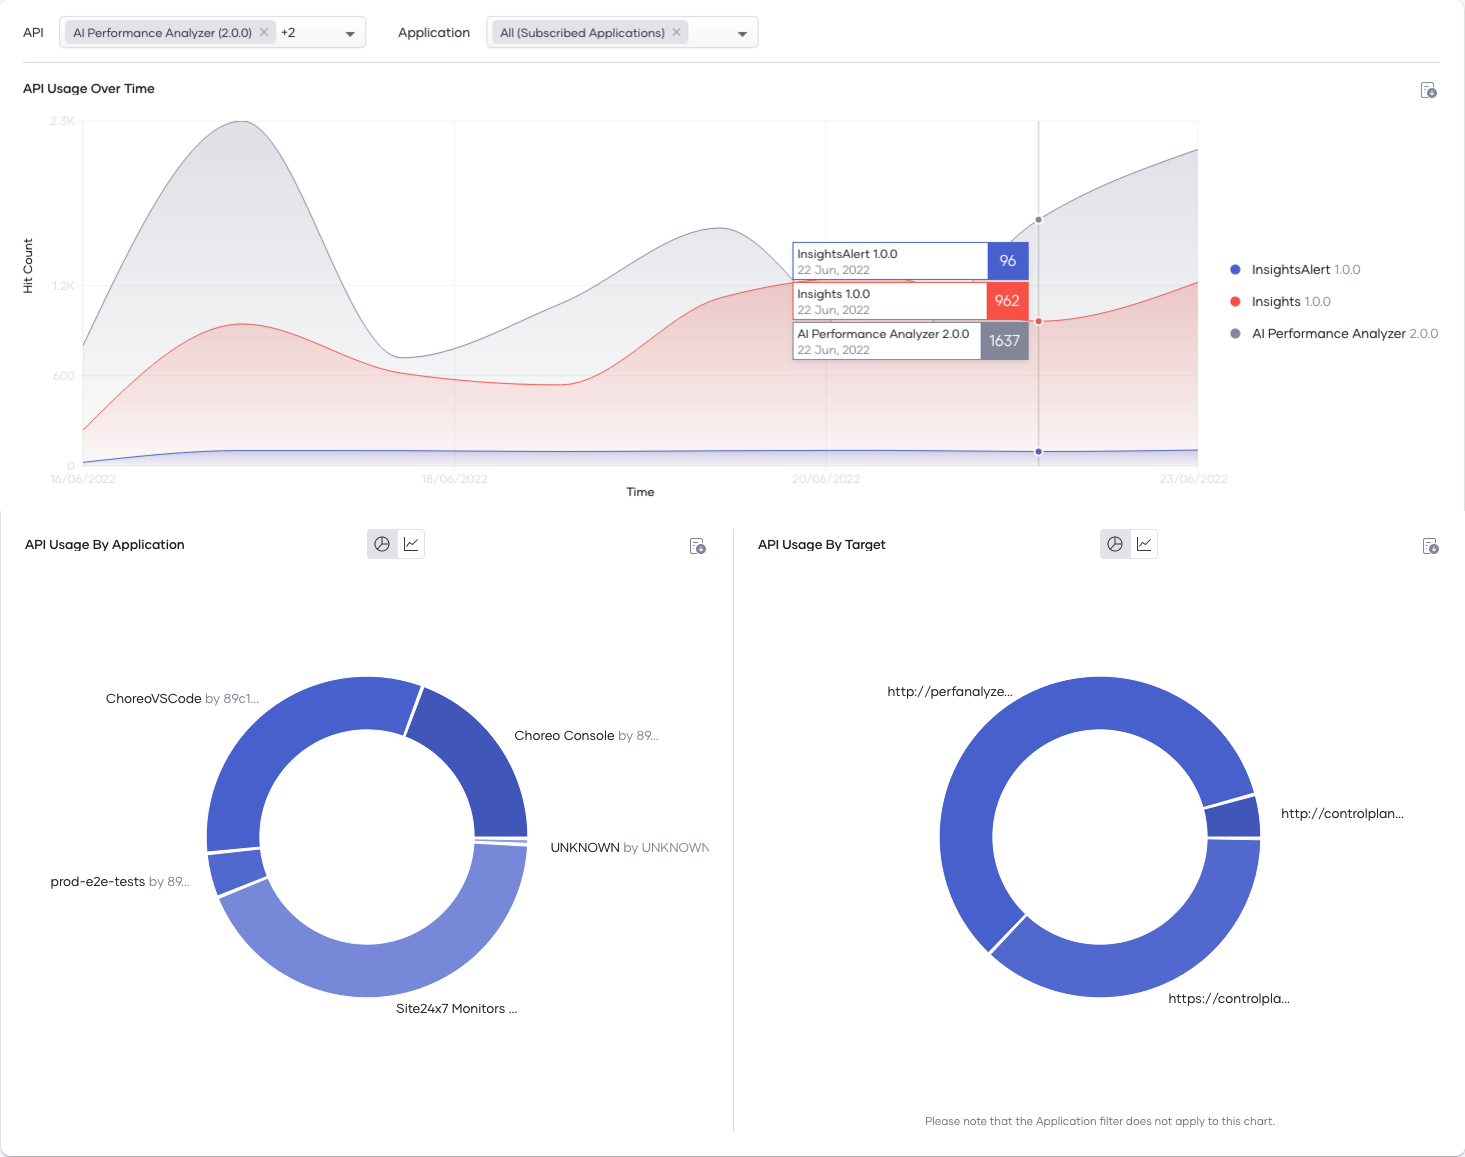 API
AI Performance Analyzer (2.0.0)
+2
Application
All (Subscribed Applications)
API Usage Over Time
2.3K
1.2K
600
0
Hit Count
InsightsAlert 1.0.0
22 Jun, 2022
96
Insights 1.0.0
22 Jun, 2022
962
AI Performance Analyzer 2.0.0
22 Jun, 2022
1637
InsightsAlert 1.0.0
Insights 1.0.0
AI Performance Analyzer 2.0.0
16/06/2022
18/06/2022
20/06/2022
23/06/2022
Time
API Usage By Application
ChoreoVSCode by 89c1...
Choreo Console by 89...
UNKNOWN by UNKNOWN
prod-e2e-tests by 89...
Site24x7 Monitors ...
API Usage By Target
http://perfanalyze...
http://controlplan...
https://controlpla...
Please note that the Application filter does not apply to this chart.